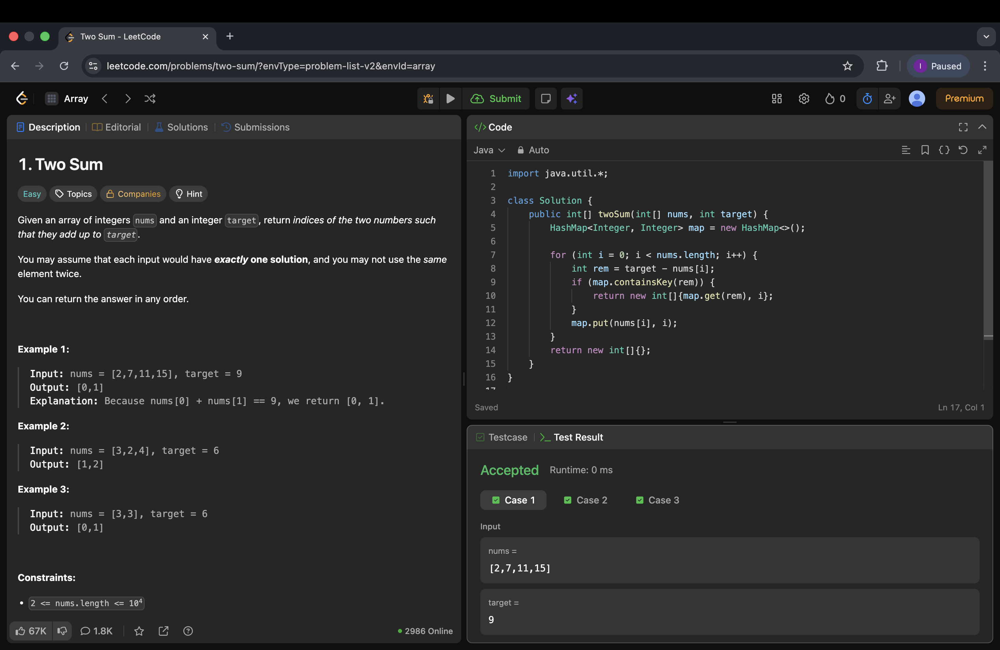 Two Sum - LeetCode
leetcode.com/problems/two-sum/?envType=problem-list-v2&envId=array
I Paused
Array
Submit
0
Premium
Description
Editorial
Solutions
Submissions
1. Two Sum
Easy
Topics
Companies
Hint
Given an array of integers nums and an integer target, return indices of the two numbers such
that they add up to target.
You may assume that each input would have exactly one solution, and you may not use the same
element twice.
You can return the answer in any order.
Example 1:
Input: nums = [2,7,11,15], target = 9
Output: [0,1]
Explanation: Because nums[0] + nums[1] == 9, we return [0, 1].
Example 2:
Input: nums = [3,2,4], target = 6
Output: [1,2]
Example 3:
Input: nums = [3,3], target = 6
Output: [0,1]
Constraints:
• 2 <= nums.length <= 10⁴
67K
1.8K
2986 Online
</> Code
Java
Auto
1 import java.util.*;
2
3 class Solution {
4     public int[] twoSum(int[] nums, int target) {
5         HashMap<Integer, Integer> map = new HashMap<>();
6
7         for (int i = 0; i < nums.length; i++) {
8             int rem = target - nums[i];
9             if (map.containsKey(rem)) {
10                 return new int[]{map.get(rem), i};
11             }
12             map.put(nums[i], i);
13         }
14         return new int[]{};
15     }
16 }
17
Saved
Ln 17, Col 1
Testcase
Test Result
Accepted
Runtime: 0 ms
Case 1
Case 2
Case 3
Input
nums =
[2,7,11,15]
target =
9